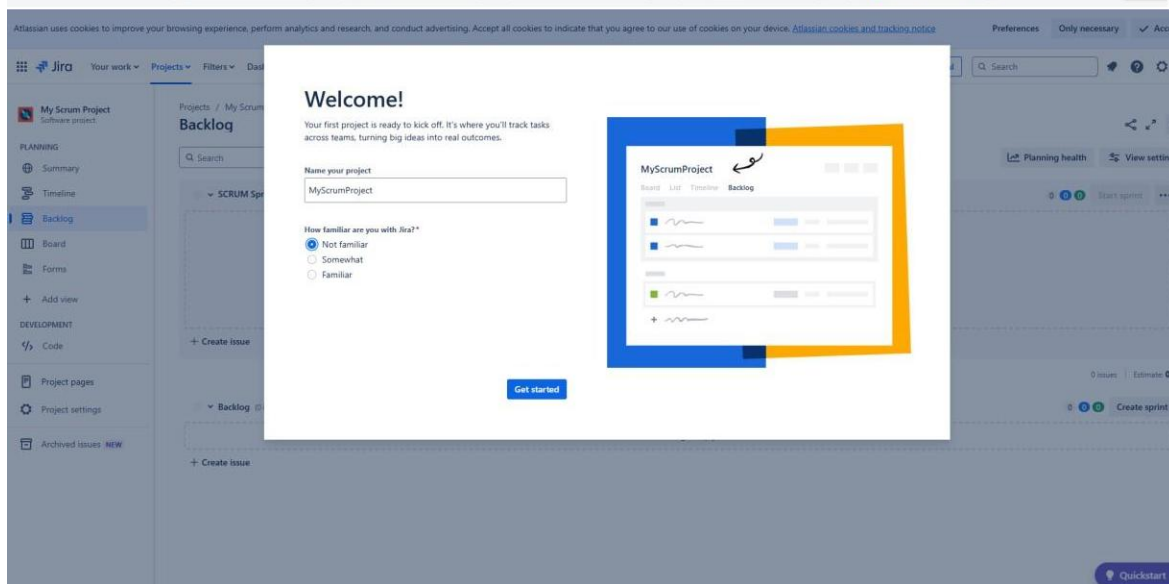 Atlassian uses cookies to improve your browsing experience, perform analytics and research, and conduct advertising. Accept all cookies to indicate that you agree to our use of cookies on your device. Atlassian cookies and tracking notice
Preferences Only necessary
Jira Your work Projects Filters
Search
My Scrum Project
Software project
PLANNING
Summary
Timeline
Backlog
Board
Forms
Add view
DEVELOPMENT
Code
Project pages
Project settings
Archived issues NEW
Projects / My Scrum
Backlog
Search
SCRUM
+ Create issue
Backlog
+ Create issue
Welcome!
Your first project is ready to kick off. It's where you'll track tasks
across teams, turning big ideas into real outcomes.
Name your project
MyScrumProject
How familiar are you with Jira?*
Not familiar
Somewhat
Familiar
Get started
MyScrumProject
Board List Timeline Backlog
Planning health View
0 0 0 Start sprint
0 issues Estimate:
0 0 0 Create sprint
Quickstart